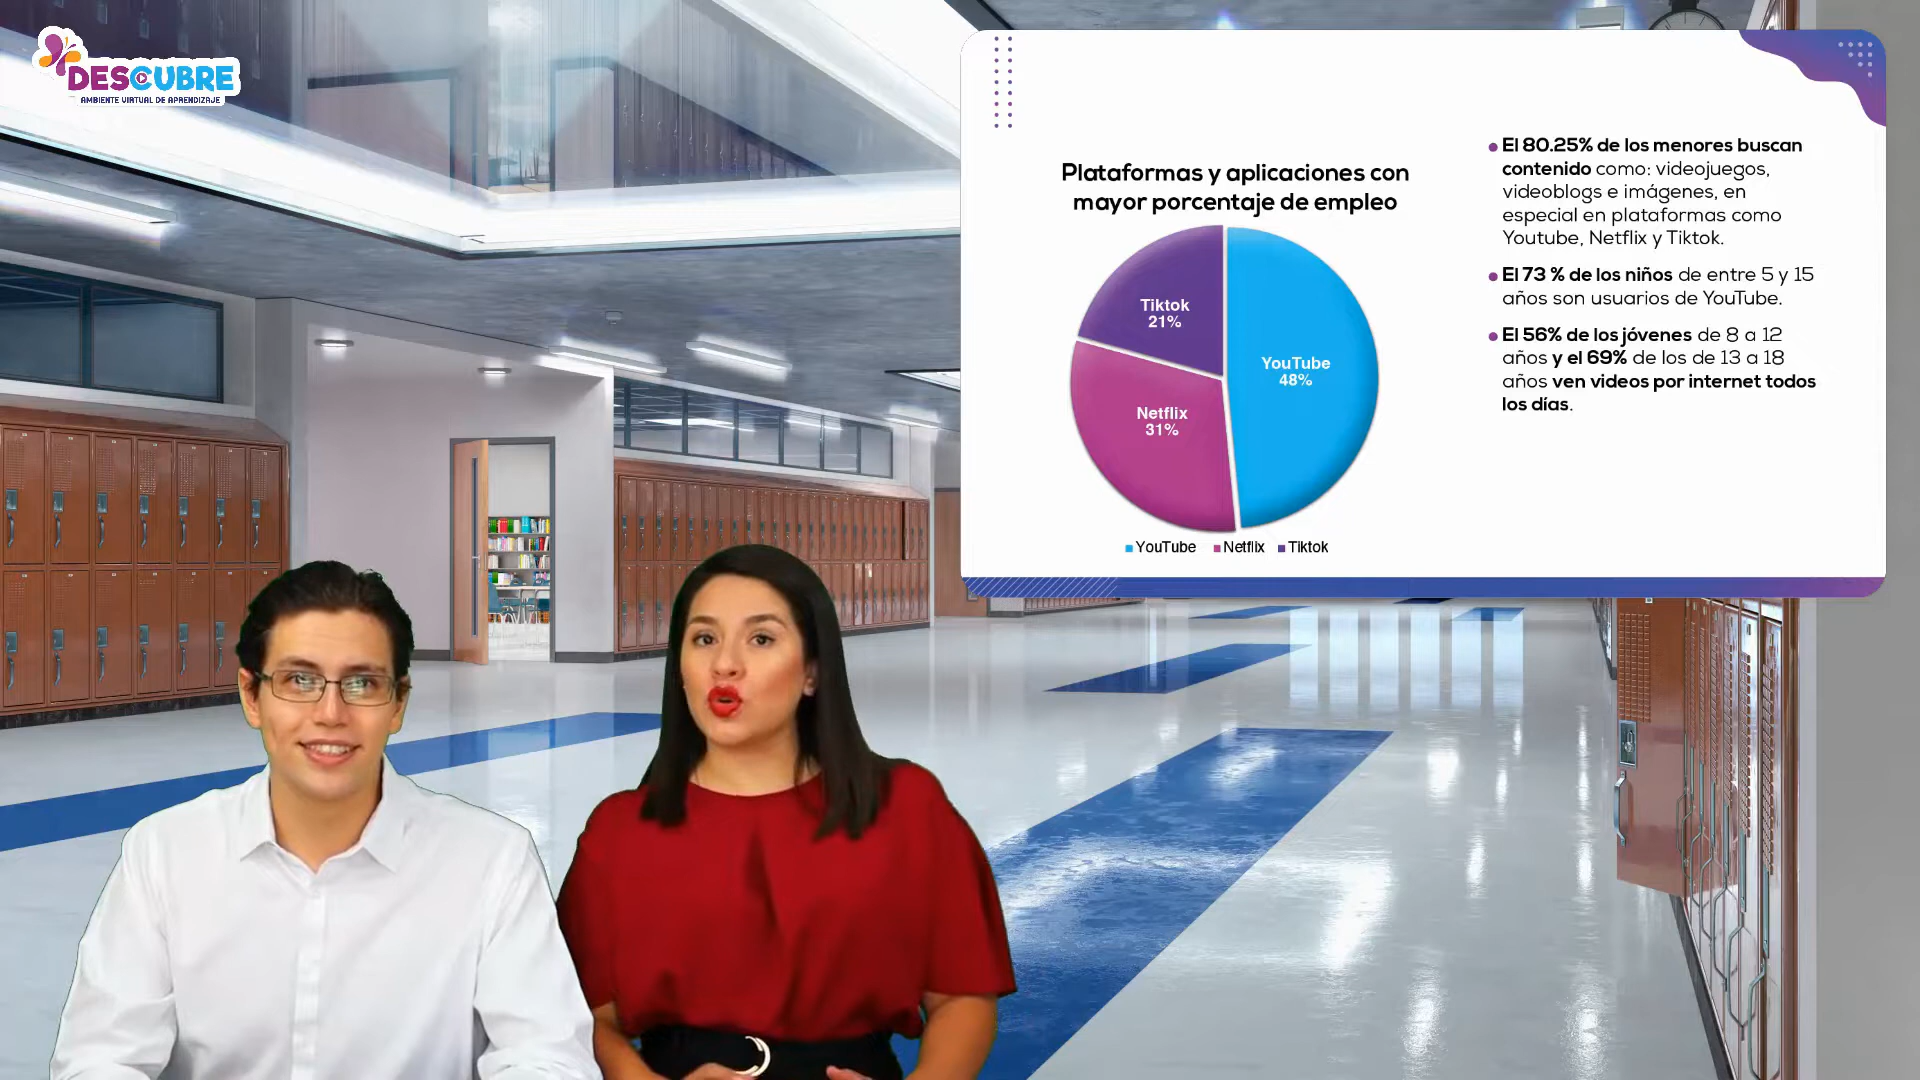 DESCUBRE
AMBIENTE VIRTUAL DE APRENDIZAJE
Plataformas y aplicaciones con
mayor porcentaje de empleo
Tiktok
21%
YouTube
48%
Netflix
31%
YouTube Netflix Tiktok
El 80.25% de los menores buscan
contenido como: videojuegos,
videoblogs e imágenes, en
especial en plataformas como
Youtube, Netflix y Tiktok.
El 73 % de los niños de entre 5 y 15
años son usuarios de YouTube.
El 56% de los jóvenes de 8 a 12
años y el 69% de los de 13 a 18
años ven videos por internet todos
los días.